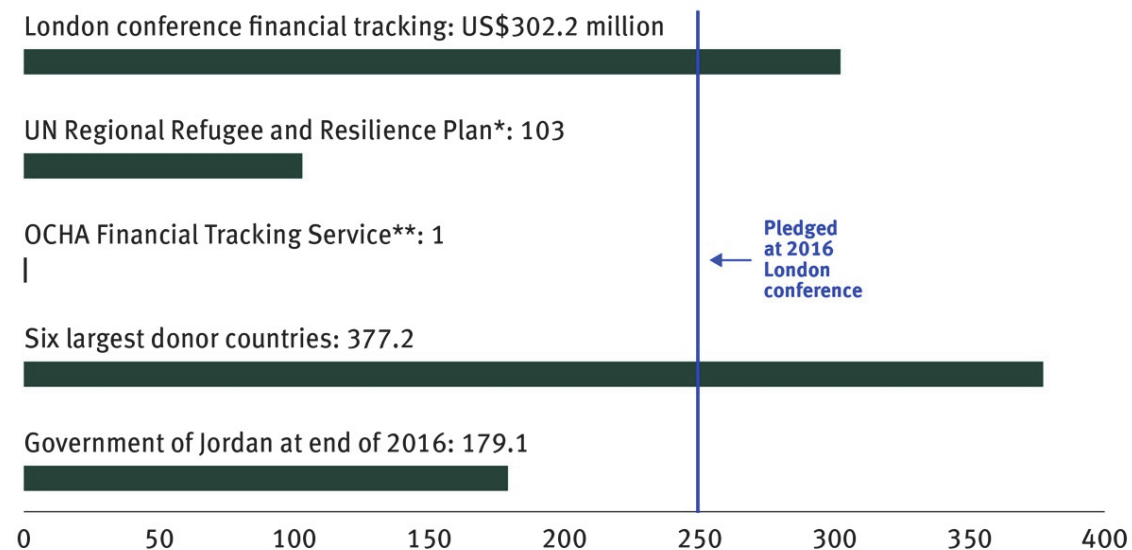 London conference financial tracking: US$302.2 million
UN Regional Refugee and Resilience Plan*: 103
OCHA Financial Tracking Service**: 1
Pledged
at 2016
London
conference
Six largest donor countries: 377.2
Government of Jordan at end of 2016: 179.1
0 50 100 150 200 250 300 350 400